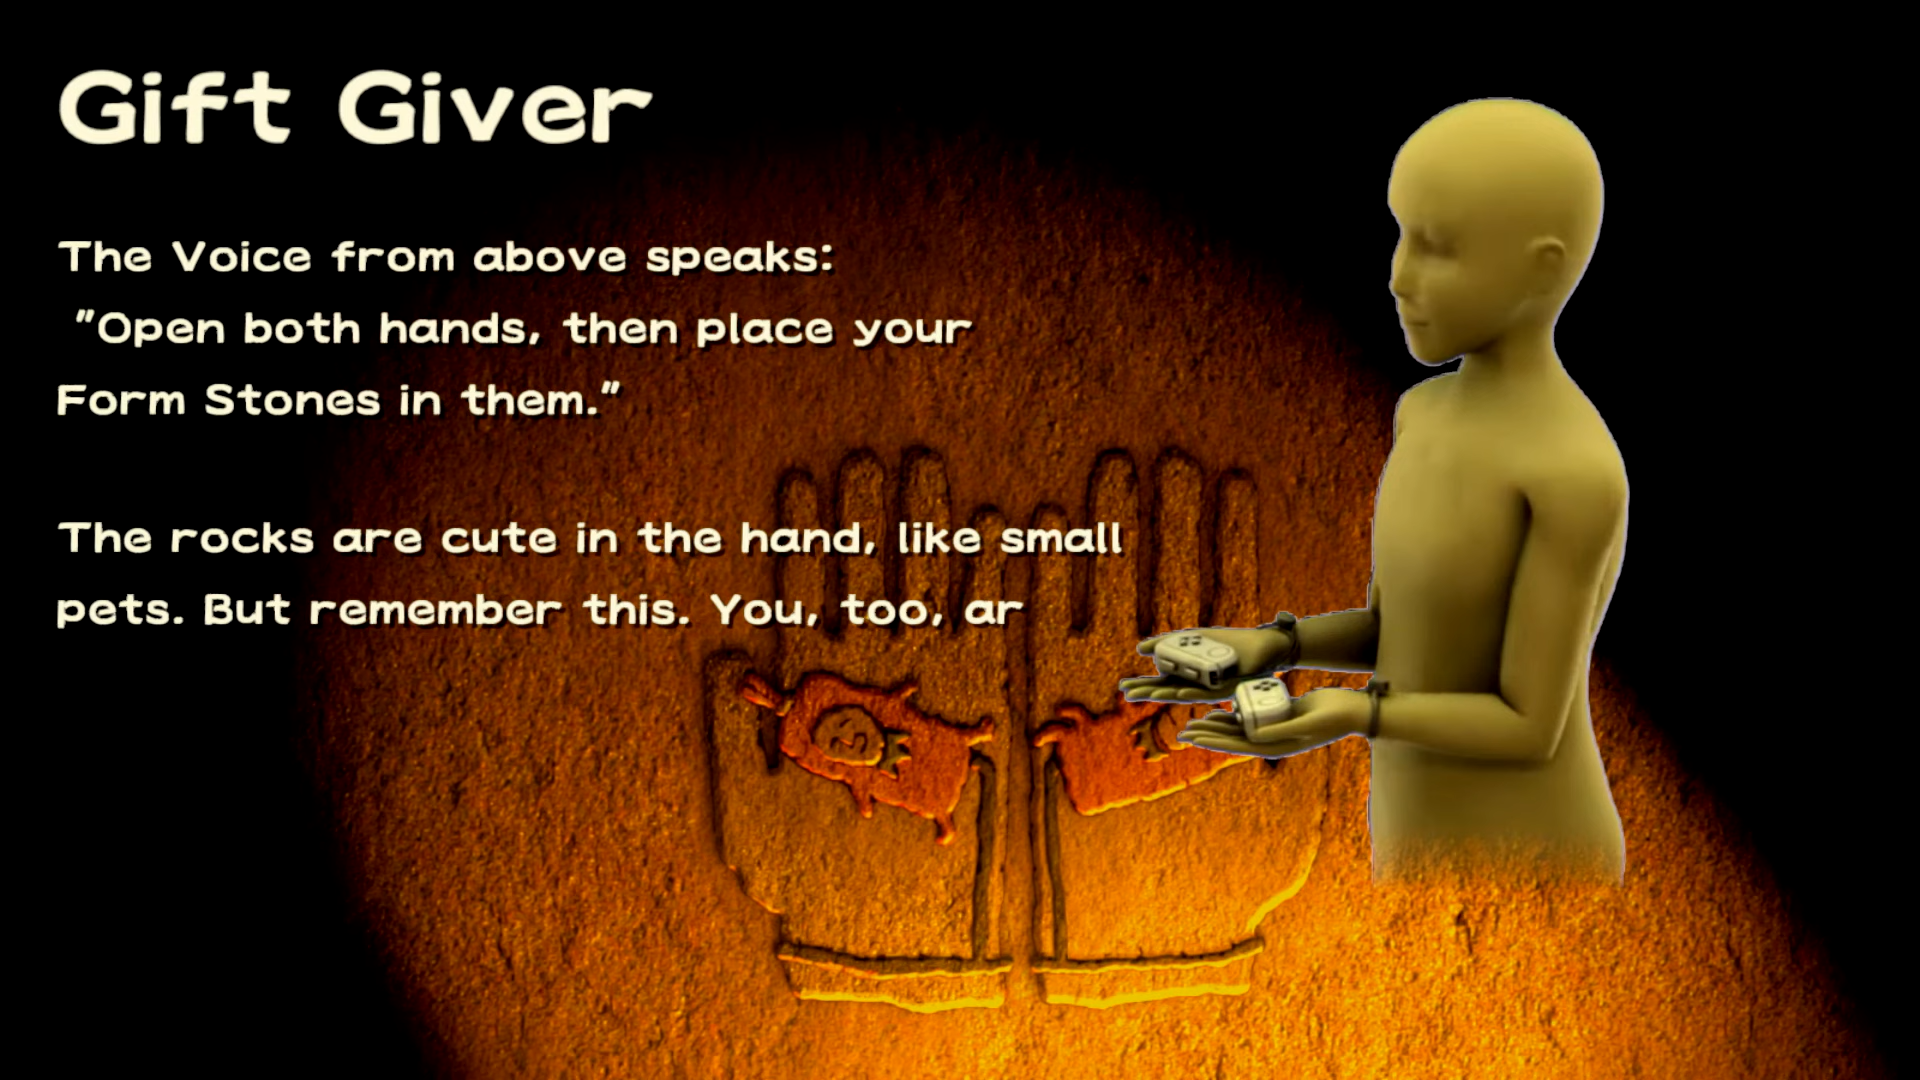 Gift Giver
The Voice from above speaks:
"Open both hands, then place your
Form Stones in them."
The rocks are cute in the hand, like small
pets. But remember this. You, too, ar